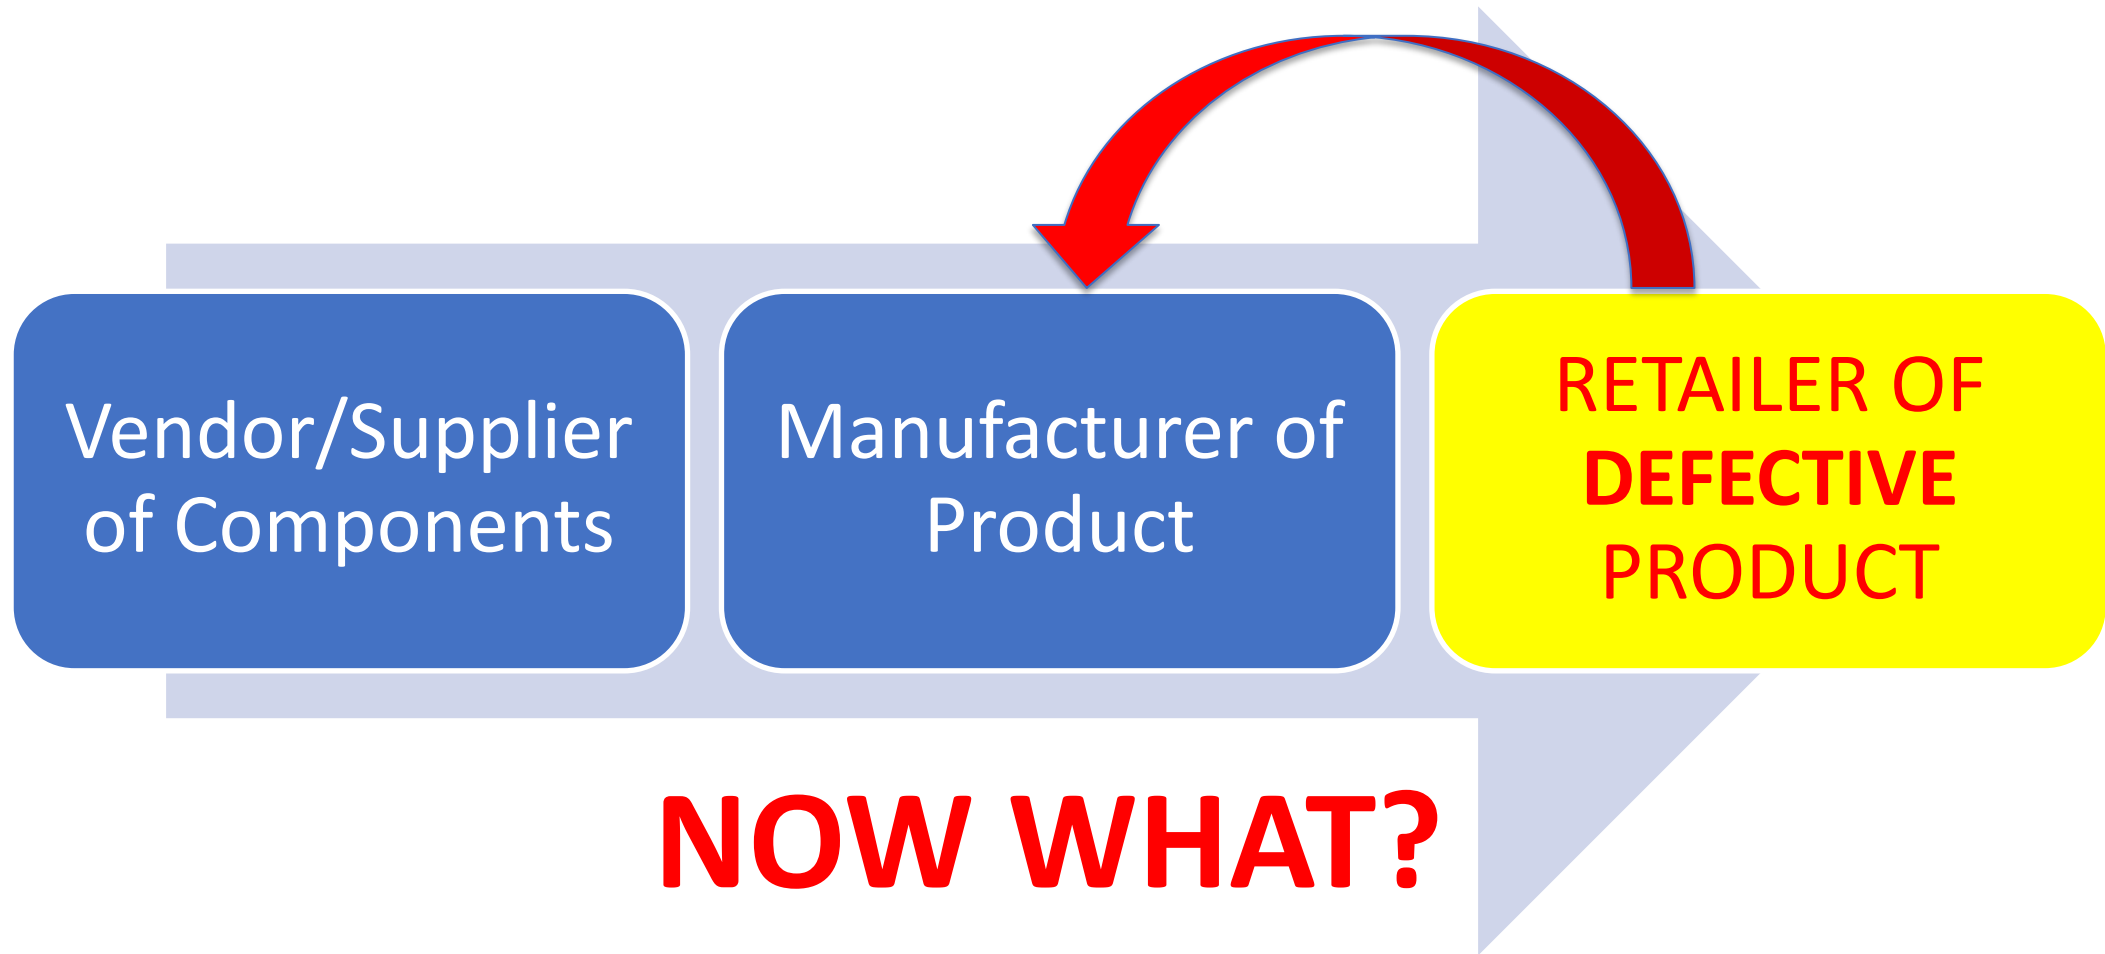 Vendor/Supplier
of Components
Manufacturer of
Product
RETAILER OF
DEFECTIVE
PRODUCT
NOW WHAT?